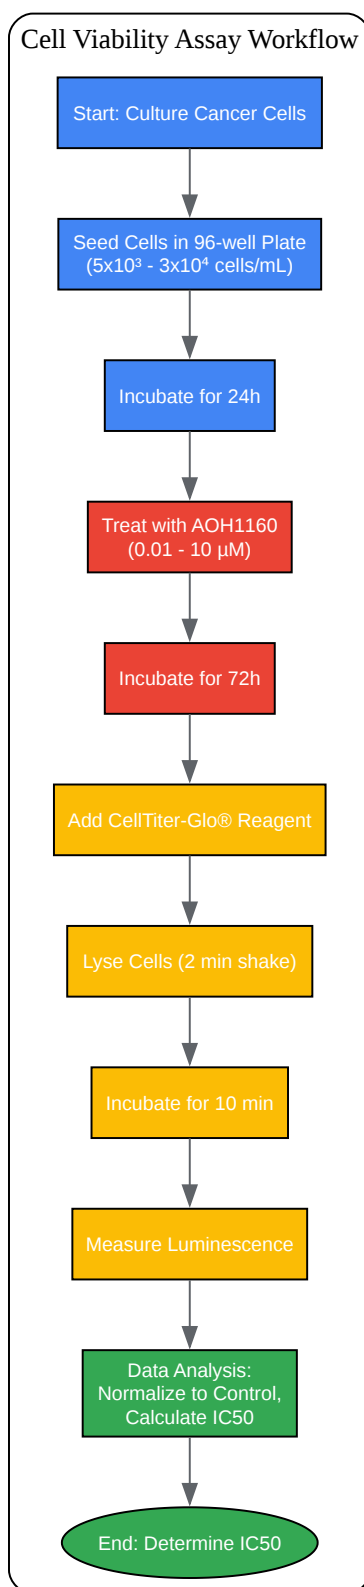 Cell Viability Assay Workflow
Start: Culture Cancer Cells
Seed Cells in 96-well Plate
(5x10³ - 3x10⁴ cells/mL)
Incubate for 24h
Treat with AOH1160
(0.01 - 10 µM)
Incubate for 72h
Add CellTiter-Glo® Reagent
Lyse Cells (2 min shake)
Incubate for 10 min
Measure Luminescence
Data Analysis:
Normalize to Control,
Calculate IC50
End: Determine IC50